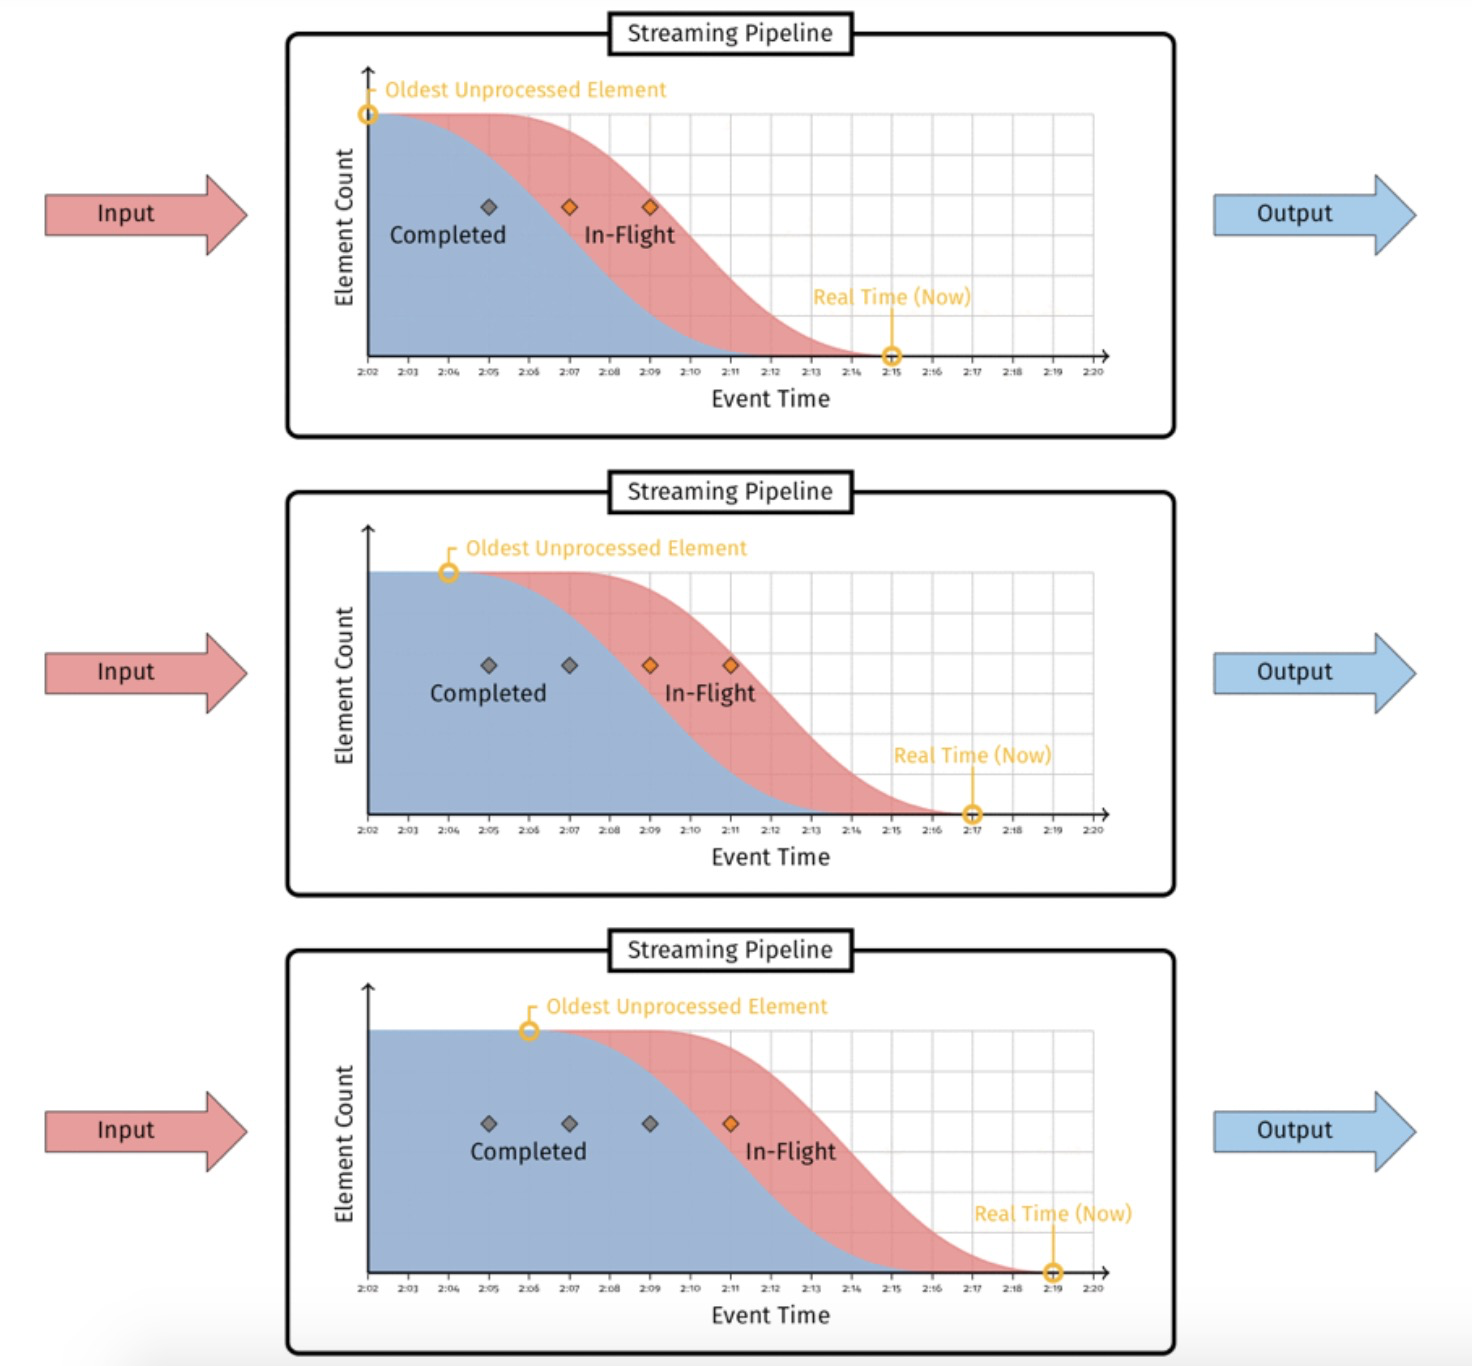 Streaming Pipeline
Oldest Unprocessed Element
Element Count
Input
Completed
In-Flight
Real Time (Now)
Output
2:02 2:03 2:04 2:05 2:06 2:07 2:08 2:09 2:10 2:11 2:12 2:13 2:14 2:15 2:16 2:17 2:18 2:19 2:20
Event Time
Streaming Pipeline
Oldest Unprocessed Element
Element Count
Input
Completed
In-Flight
Real Time (Now)
Output
2:02 2:03 2:04 2:05 2:06 2:07 2:08 2:09 2:10 2:11 2:12 2:13 2:14 2:15 2:16 2:17 2:18 2:19 2:20
Event Time
Streaming Pipeline
Oldest Unprocessed Element
Element Count
Input
Completed
In-Flight
Real Time (Now)
Output
2:02 2:03 2:04 2:05 2:06 2:07 2:08 2:09 2:10 2:11 2:12 2:13 2:14 2:15 2:16 2:17 2:18 2:19 2:20
Event Time